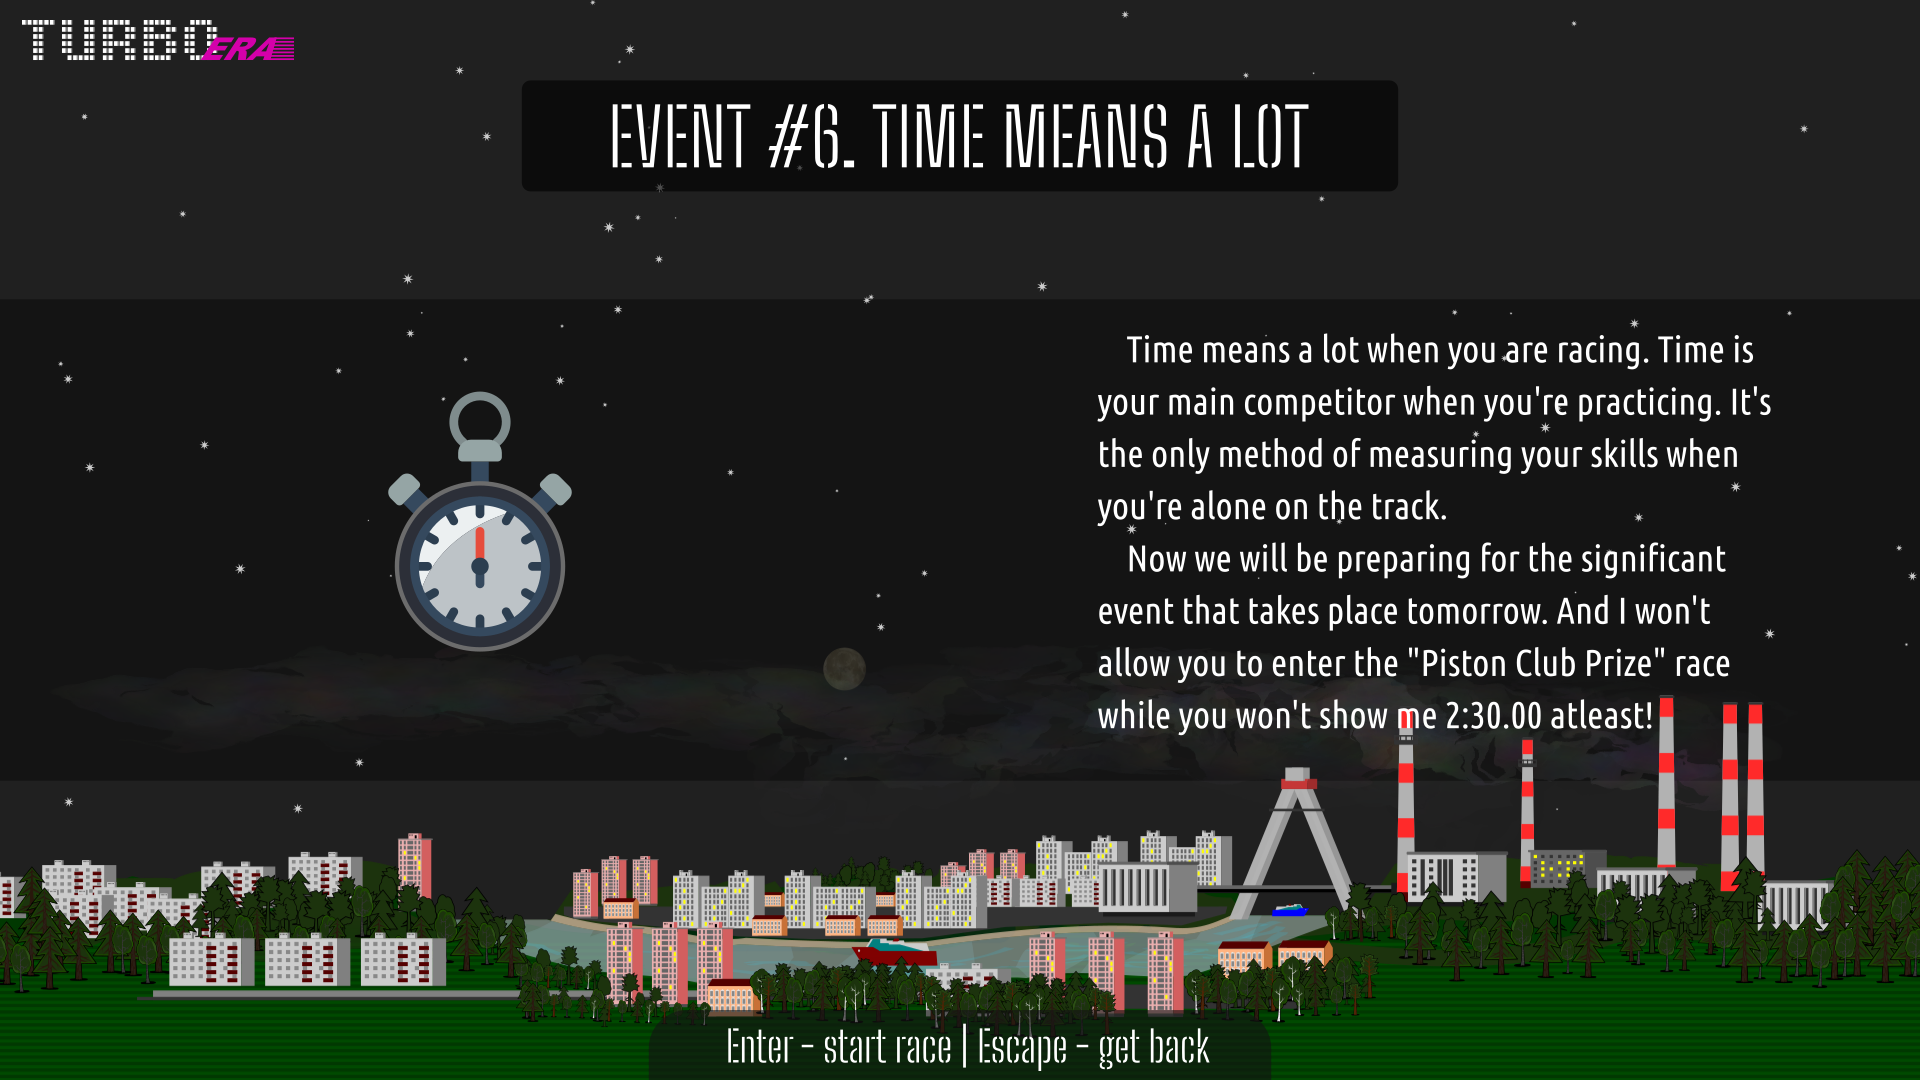 TURBO ERA
EVENT #6. TIME MEANS A LOT
Time means a lot when you are racing. Time is
your main competitor when you're practicing. It's
the only method of measuring your skills when
you're alone on the track.
Now we will be preparing for the significant
event that takes place tomorrow. And I won't
allow you to enter the "Piston Club Prize" race
while you won't show me 2:30.00 atleast!
Enter - start race | Escape - get back